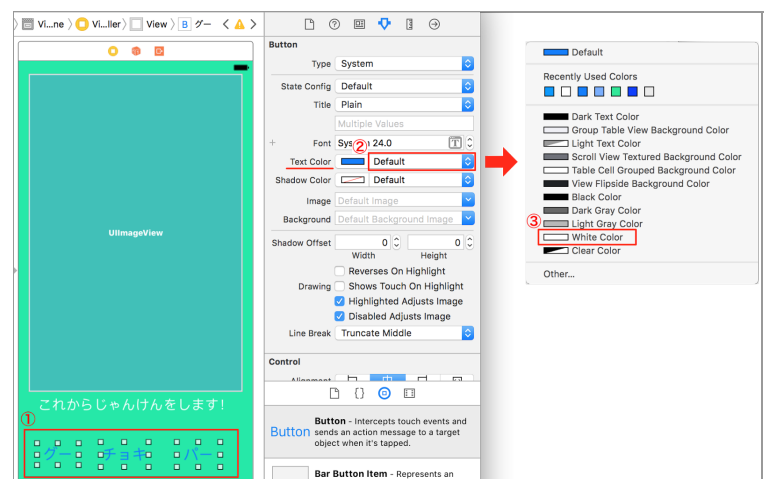 Vi...ne
Vi...ller
View
B
グー
UIImageView
これからじゃんけんをします!
①
グー
チョキ
パー
Button
Type System
State Config Default
Title Plain
Multiple Values
+ Font System 24.0 T
②
Text Color Default
Shadow Color Default
Image Default Image
Background Default Background Image
Shadow Offset 0 0
Width Height
Reverses On Highlight
Drawing Shows Touch On Highlight
Highlighted Adjusts Image
Disabled Adjusts Image
Line Break Truncate Middle
Control
Alignment
{}
Button
Button - Intercepts touch events and
sends an action message to a target
object when it's tapped.
Bar Button Item - Represents an
Default
Recently Used Colors
Dark Text Color
Group Table View Background Color
Light Text Color
Scroll View Textured Background Color
Table Cell Grouped Background Color
View Flipside Background Color
Black Color
Dark Gray Color
③
Light Gray Color
White Color
Clear Color
Other...